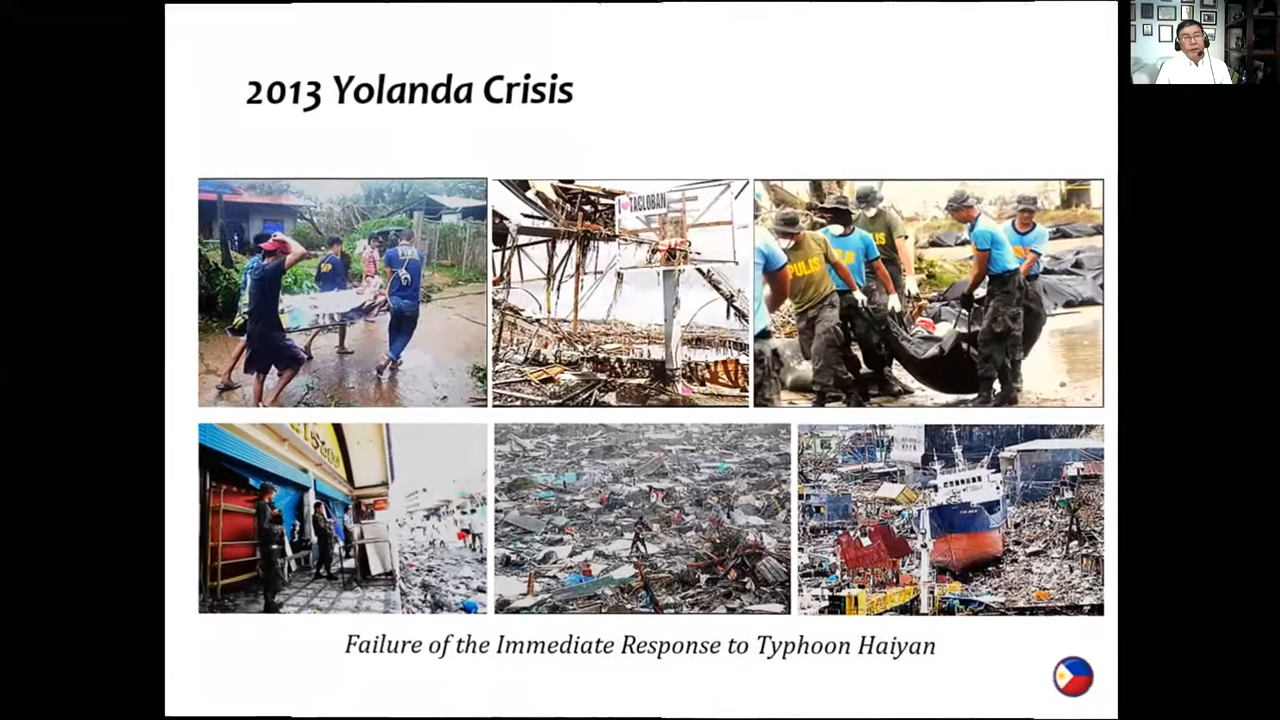 2013 Yolanda Crisis
I ❤ TACLOBAN
PULIS
Failure of the Immediate Response to Typhoon Haiyan